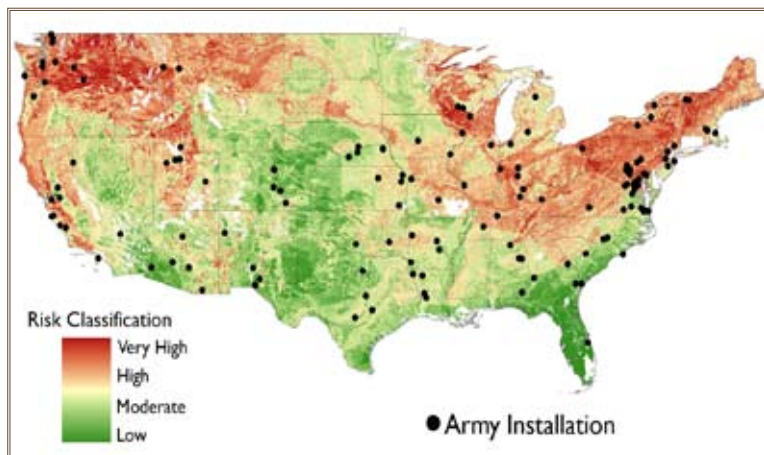 Risk Classification
Very High
High
Moderate
Low
Army Installation